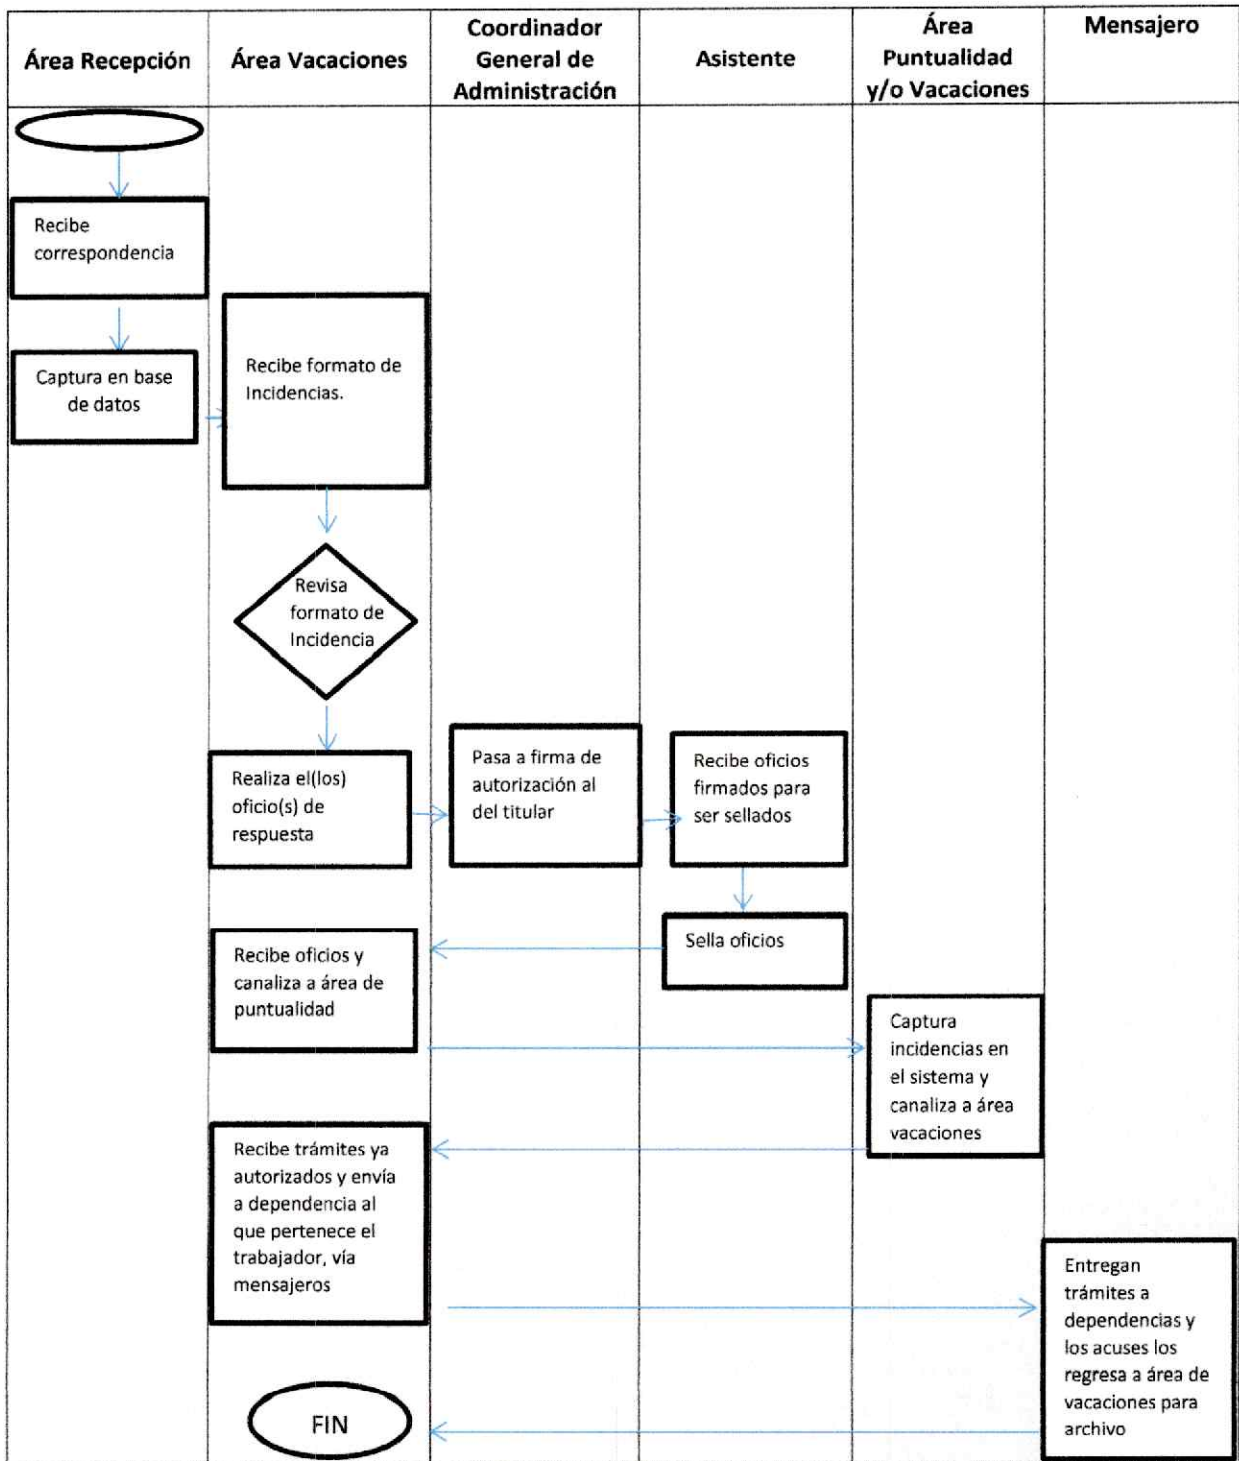 Área Recepción
Área Vacaciones
Coordinador
General de
Administración
Asistente
Área
Puntualidad
y/o Vacaciones
Mensajero
Recibe
correspondencia
Captura en base
de datos
Recibe formato de
Incidencias.
Revisa
formato de
Incidencia
Realiza el(los)
oficio(s) de
respuesta
Pasa a firma de
autorización al
del titular
Recibe oficios
firmados para
ser sellados
Sella oficios
Recibe oficios y
canaliza a área de
puntualidad
Captura
incidencias en
el sistema y
canaliza a área
vacaciones
Recibe trámites ya
autorizados y envía
a dependencia al
que pertenece el
trabajador, vía
mensajeros
Entregan
trámites a
dependencias y
los acuses los
regresa a área de
vacaciones para
archivo
FIN